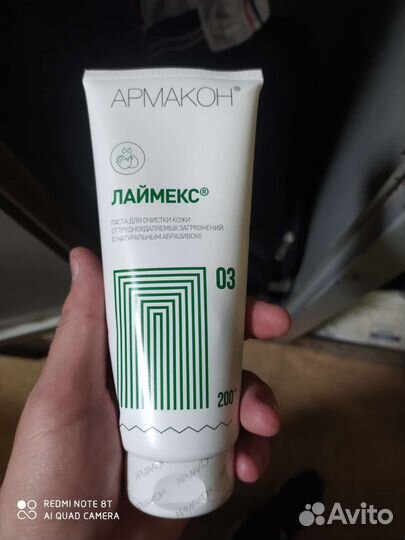 АРМАКОН®
ЛАЙМЕКС®
ПАСТА ДЛЯ ОЧИСТКИ КОЖИ
ОТ ТРУДНОУДАЛЯЕМЫХ ЗАГРЯЗНЕНИЙ
(С НАТУРАЛЬНЫМ АБРАЗИВОМ)
03
200
АРМАКОН
REDMI NOTE 8T
AI QUAD CAMERA
Avito